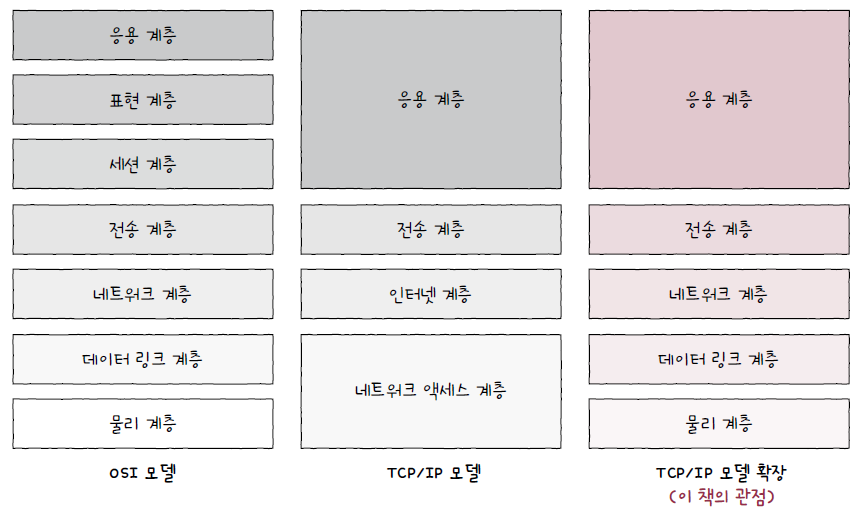 응용 계층
표현 계층
세션 계층
전송 계층
네트워크 계층
데이터 링크 계층
물리 계층
OSI 모델
응용 계층
전송 계층
인터넷 계층
네트워크 액세스 계층
TCP/IP 모델
응용 계층
전송 계층
네트워크 계층
데이터 링크 계층
물리 계층
TCP/IP 모델 확장
(이 책의 관점)